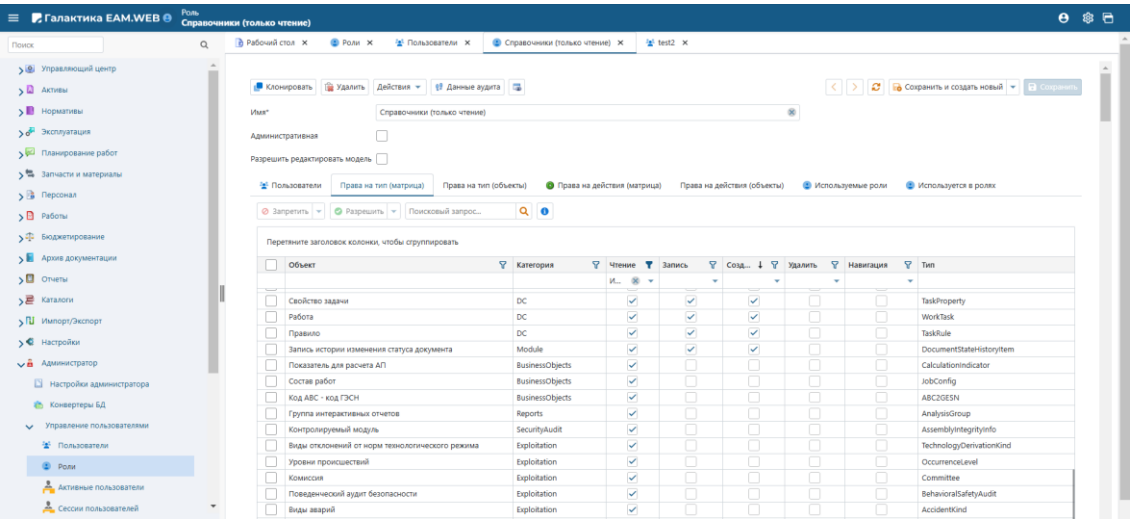 Галактика EAM.WEB
Роль
Справочники (только чтение)
Поиск
Рабочий стол
Роли
Пользователи
Справочники (только чтение)
test2
Управляющий центр
Активы
Нормативы
Эксплуатация
Планирование работ
Запчасти и материалы
Персонал
Работы
Бюджетирование
Архив документации
Отчеты
Каталоги
Импорт/Экспорт
Настройки
Администратор
Настройки администратора
Конвертеры БД
Управление пользователями
Пользователи
Роли
Активные пользователи
Сессии пользователей
Клонировать Удалить Действия Данные аудита Сохранить и создать новый Сохранить
Имя* Справочники (только чтение)
Административная
Разрешить редактировать модель
Пользователи Права на тип (матрица) Права на тип (объекты) Права на действия (матрица) Права на действия (объекты) Используемые роли Используется в ролях
Запретить Разрешить Поисковый запрос...
Перетяните заголовок колонки, чтобы сгруппировать
Объект Категория Чтение Запись Созд... Удалить Навигация Тип
И...
Свойство задачи DC TaskProperty
Работа DC WorkTask
Правило DC TaskRule
Запись истории изменения статуса документа Module DocumentStateHistoryItem
Показатель для расчета АП BusinessObjects CalculationIndicator
Состав работ BusinessObjects JobConfig
Код ABC - код ГЭСН BusinessObjects ABC2GESN
Группа интерактивных отчетов Reports AnalysisGroup
Контролируемый модуль SecurityAudit AssemblyIntegrityInfo
Виды отклонений от норм технологического режима Exploitation TechnologyDerivationKind
Уровни происшествий Exploitation OccurrenceLevel
Комиссия Exploitation Committee
Поведенческий аудит безопасности Exploitation BehavioralSafetyAudit
Виды аварий Exploitation AccidentKind